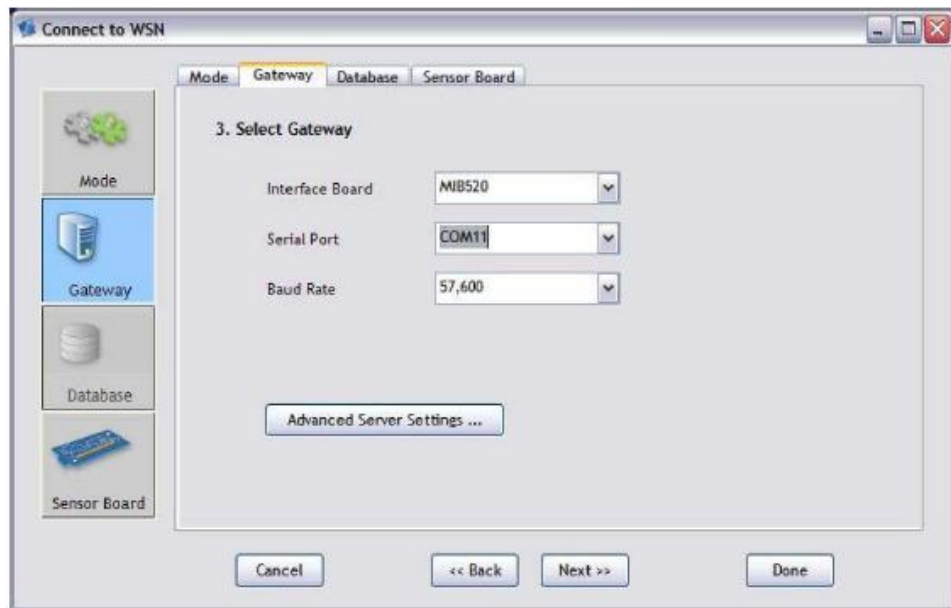 Connect to WSN
Mode Gateway Database Sensor Board
Mode
Gateway
Database
Sensor Board
3. Select Gateway
Interface Board MIB520
Serial Port COM11
Baud Rate 57,600
Advanced Server Settings ...
Cancel << Back Next >> Done